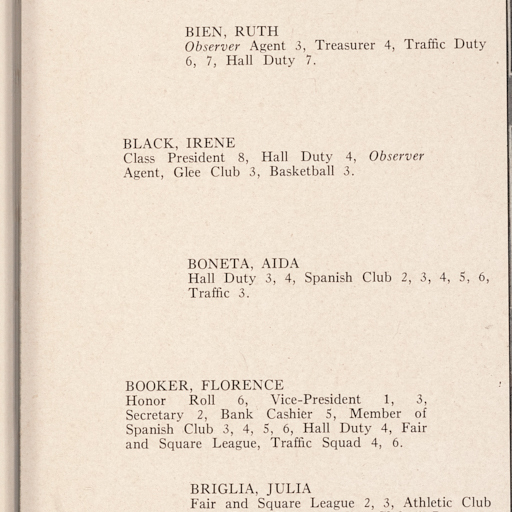 BIEN, RUTH
Observer Agent 3, Treasurer 4, Traffic Duty
6, 7, Hall Duty 7.
BLACK, IRENE
Class President 8, Hall Duty 4, Observer
Agent, Glee Club 3, Basketball 3.
BONETA, AIDA
Hall Duty 3, 4, Spanish Club 2, 3, 4, 5, 6,
Traffic 3.
BOOKER, FLORENCE
Honor Roll 6, Vice-President 1, 3,
Secretary 2, Bank Cashier 5, Member of
Spanish Club 3, 4, 5, 6, Hall Duty 4, Fair
and Square League, Traffic Squad 4, 6.
BRIGLIA, JULIA
Fair and Square League 2, 3, Athletic Club